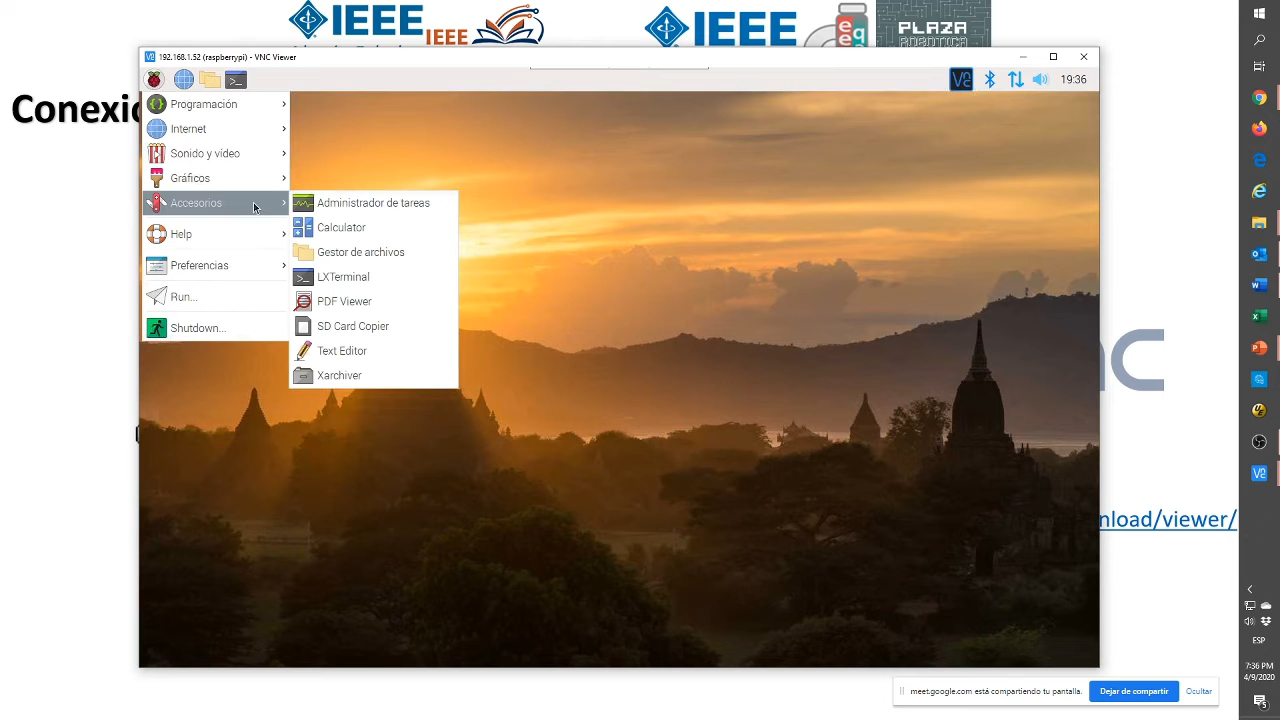 IEEE
IEEE
IEEE
PLAZA
ROBOTICA
Conexió
192.168.1.52 (raspberrypi) - VNC Viewer
19:36
Programación
Internet
Sonido y vídeo
Gráficos
Accesorios
Help
Preferencias
Run...
Shutdown...
Administrador de tareas
Calculator
Gestor de archivos
LXTerminal
PDF Viewer
SD Card Copier
Text Editor
Xarchiver
nc
nload/viewer/
ESP
7:36 PM
4/9/2020
meet.google.com está compartiendo tu pantalla.
Dejar de compartir
Ocultar